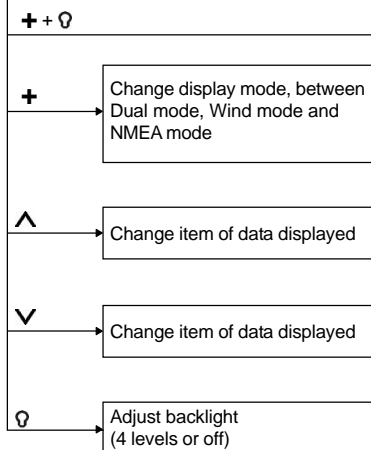 + +
+
Change display mode, between
Dual mode, Wind mode and
NMEA mode
Change item of data displayed
Change item of data displayed
Adjust backlight
(4 levels or off)